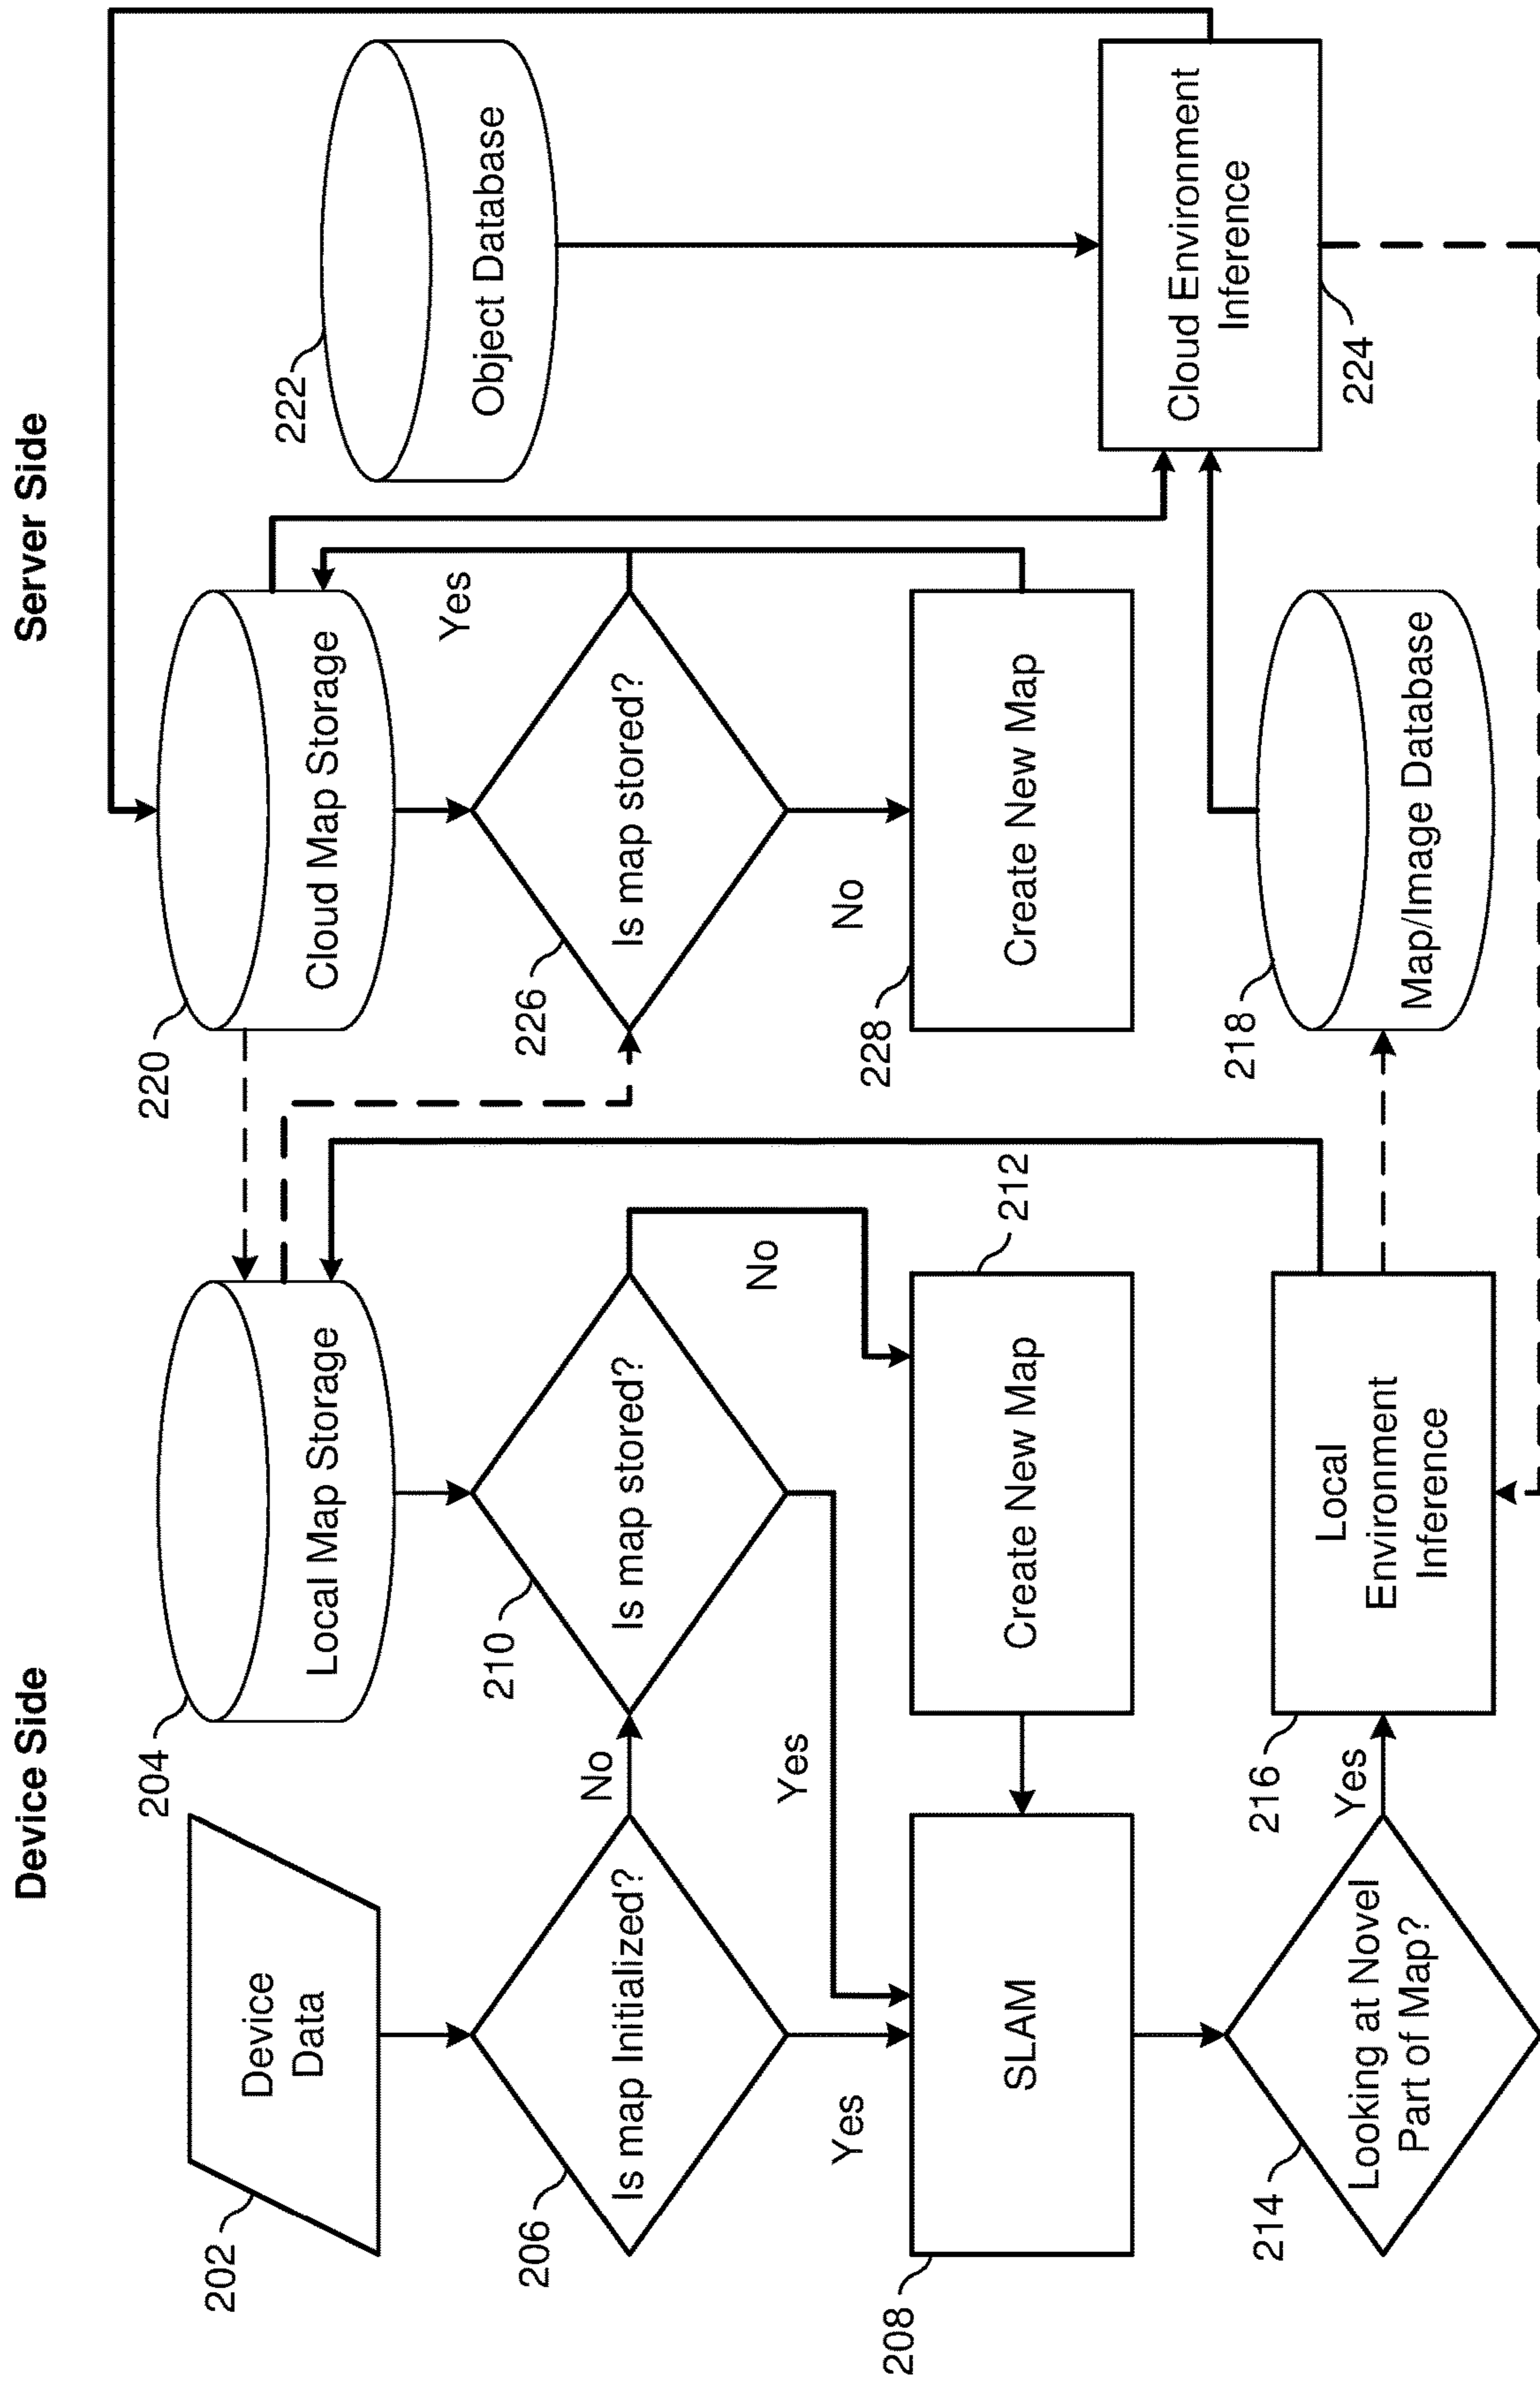 Device Side
Server Side
202
Device
Data
204
Local Map Storage
220
Cloud Map Storage
222
Object Database
206
Is map Initialized?
No
210
Is map stored?
226
Is map stored?
Yes
Yes
Yes
No
No
208
SLAM
Create New Map
212
228
Create New Map
Cloud Environment
Inference
224
214
Looking at Novel
Part of Map?
Yes
216
Local
Environment
Inference
218
Map/Image Database